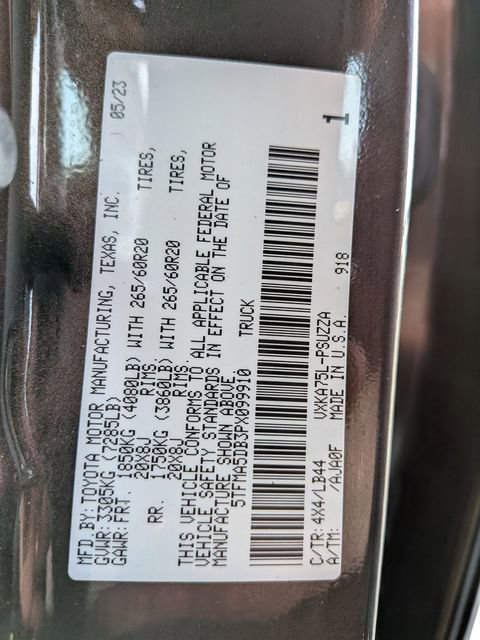 MFD.BY: TOYOTA MOTOR MANUFACTURING, TEXAS, INC. ) 05/23
GVWR: 3305KG (7285LB)
GAWR: FRT. 1850KG (4080LB) WITH 265/60R20 TIRES,
20X8J RIMS
RR. 1750KG (3860LB) WITH 265/60R20 TIRES,
20X8J RIMS
THIS VEHICLE CONFORMS TO ALL APPLICABLE FEDERAL MOTOR
VEHICLE SAFETY STANDARDS IN EFFECT ON THE DATE OF
MANUFACTURE SHOWN ABOVE
5TFMA5DB3PX099910 TRUCK
C/TR: 4X4/LB44 VXKA75L-PSUZZA 918
A/TM: /AJA0F MADE IN U.S.A. 1